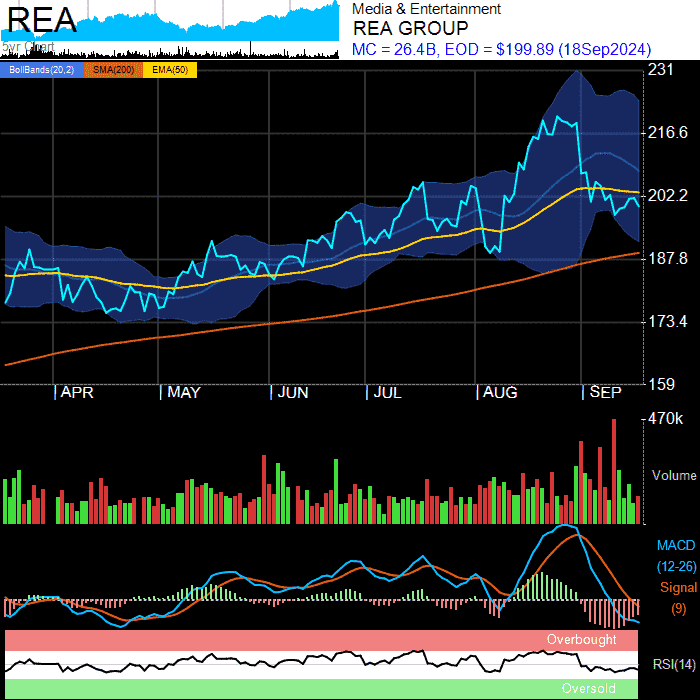 REA
5yr Chart
Media & Entertainment
REA GROUP
MC = 26.4B, EOD = $199.89 (18Sep2024)
BollBands(20,2) SMA(200) EMA(50)
231
216.6
202.2
187.8
173.4
159
APR MAY JUN JUL AUG SEP
470k
Volume
MACD
(12-26)
Signal
(9)
Overbought
RSI(14)
Oversold